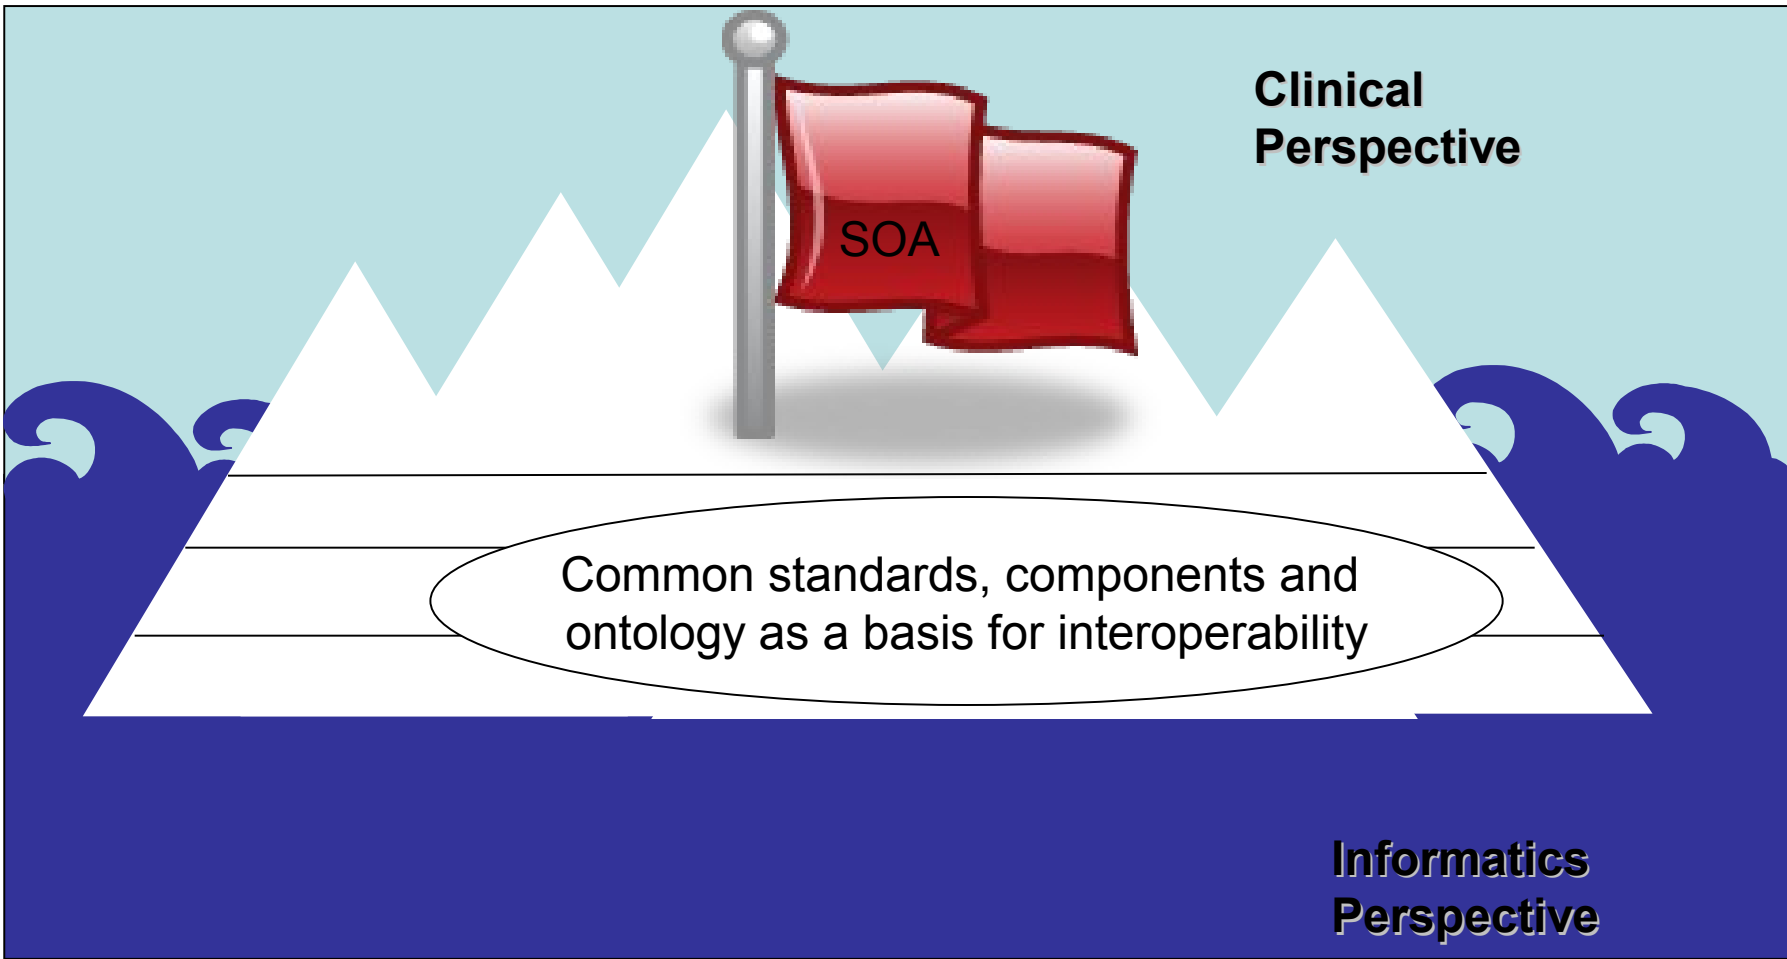 Clinical
Perspective
SOA
Common standards, components and
ontology as a basis for interoperability
Informatics
Perspective